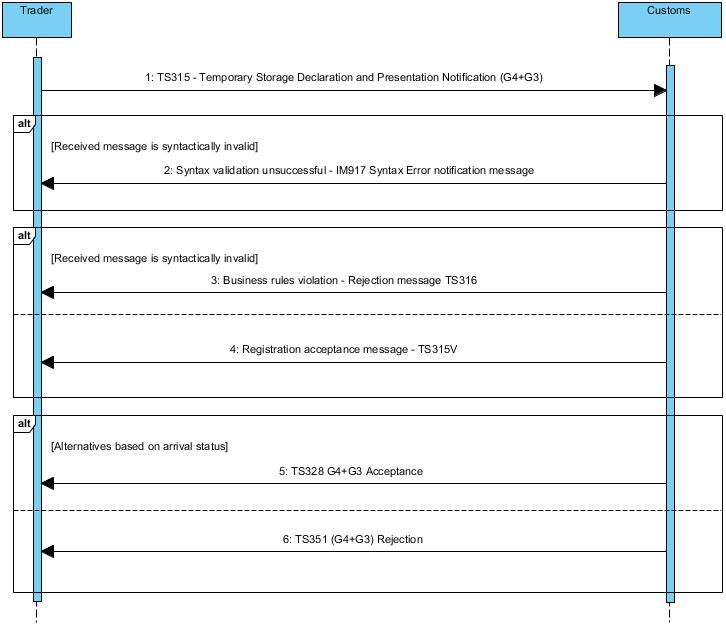 Trader
Customs
1: TS315 - Temporary Storage Declaration and Presentation Notification (G4+G3)
alt
[Received message is syntactically invalid]
2: Syntax validation unsuccessful - IM917 Syntax Error notification message
alt
[Received message is syntactically invalid]
3: Business rules violation - Rejection message TS316
4: Registration acceptance message - TS315V
alt
[Alternatives based on arrival status]
5: TS328 G4+G3 Acceptance
6: TS351 (G4+G3) Rejection